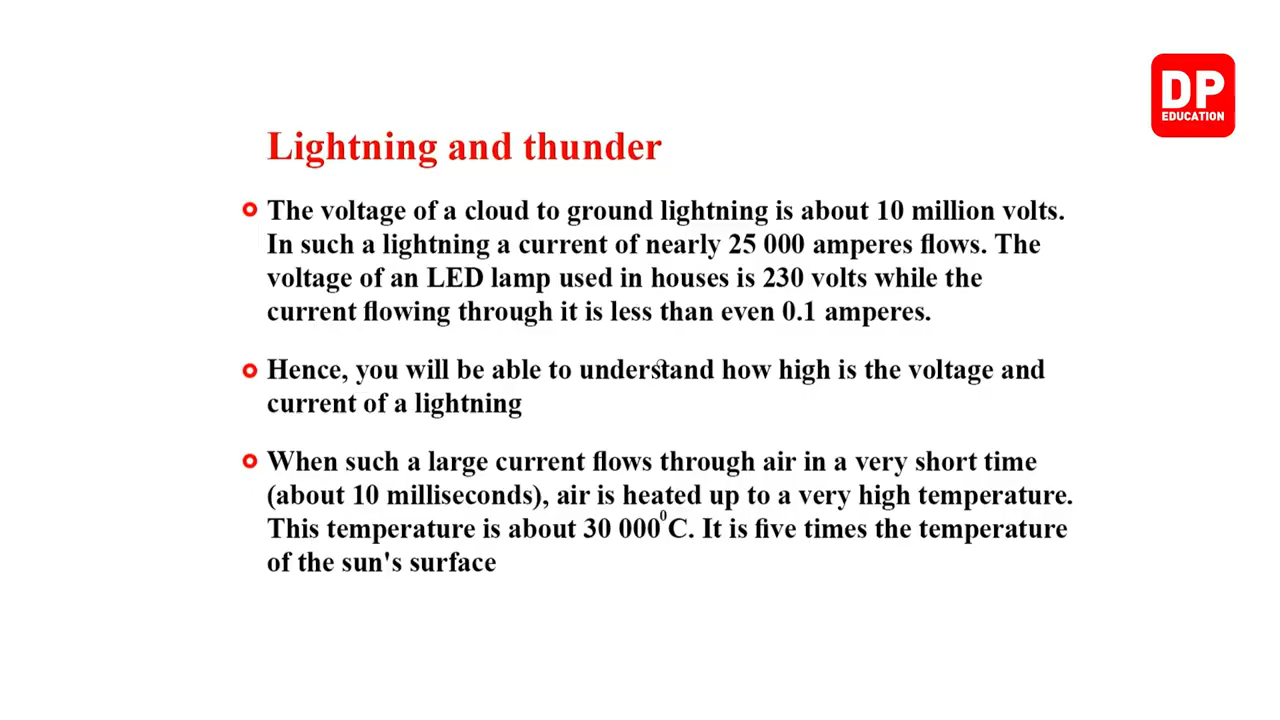 DP
EDUCATION
Lightning and thunder
The voltage of a cloud to ground lightning is about 10 million volts.
In such a lightning a current of nearly 25 000 amperes flows. The
voltage of an LED lamp used in houses is 230 volts while the
current flowing through it is less than even 0.1 amperes.
Hence, you will be able to understand how high is the voltage and
current of a lightning
When such a large current flows through air in a very short time
(about 10 milliseconds), air is heated up to a very high temperature.
This temperature is about 30 000⁰C. It is five times the temperature
of the sun's surface